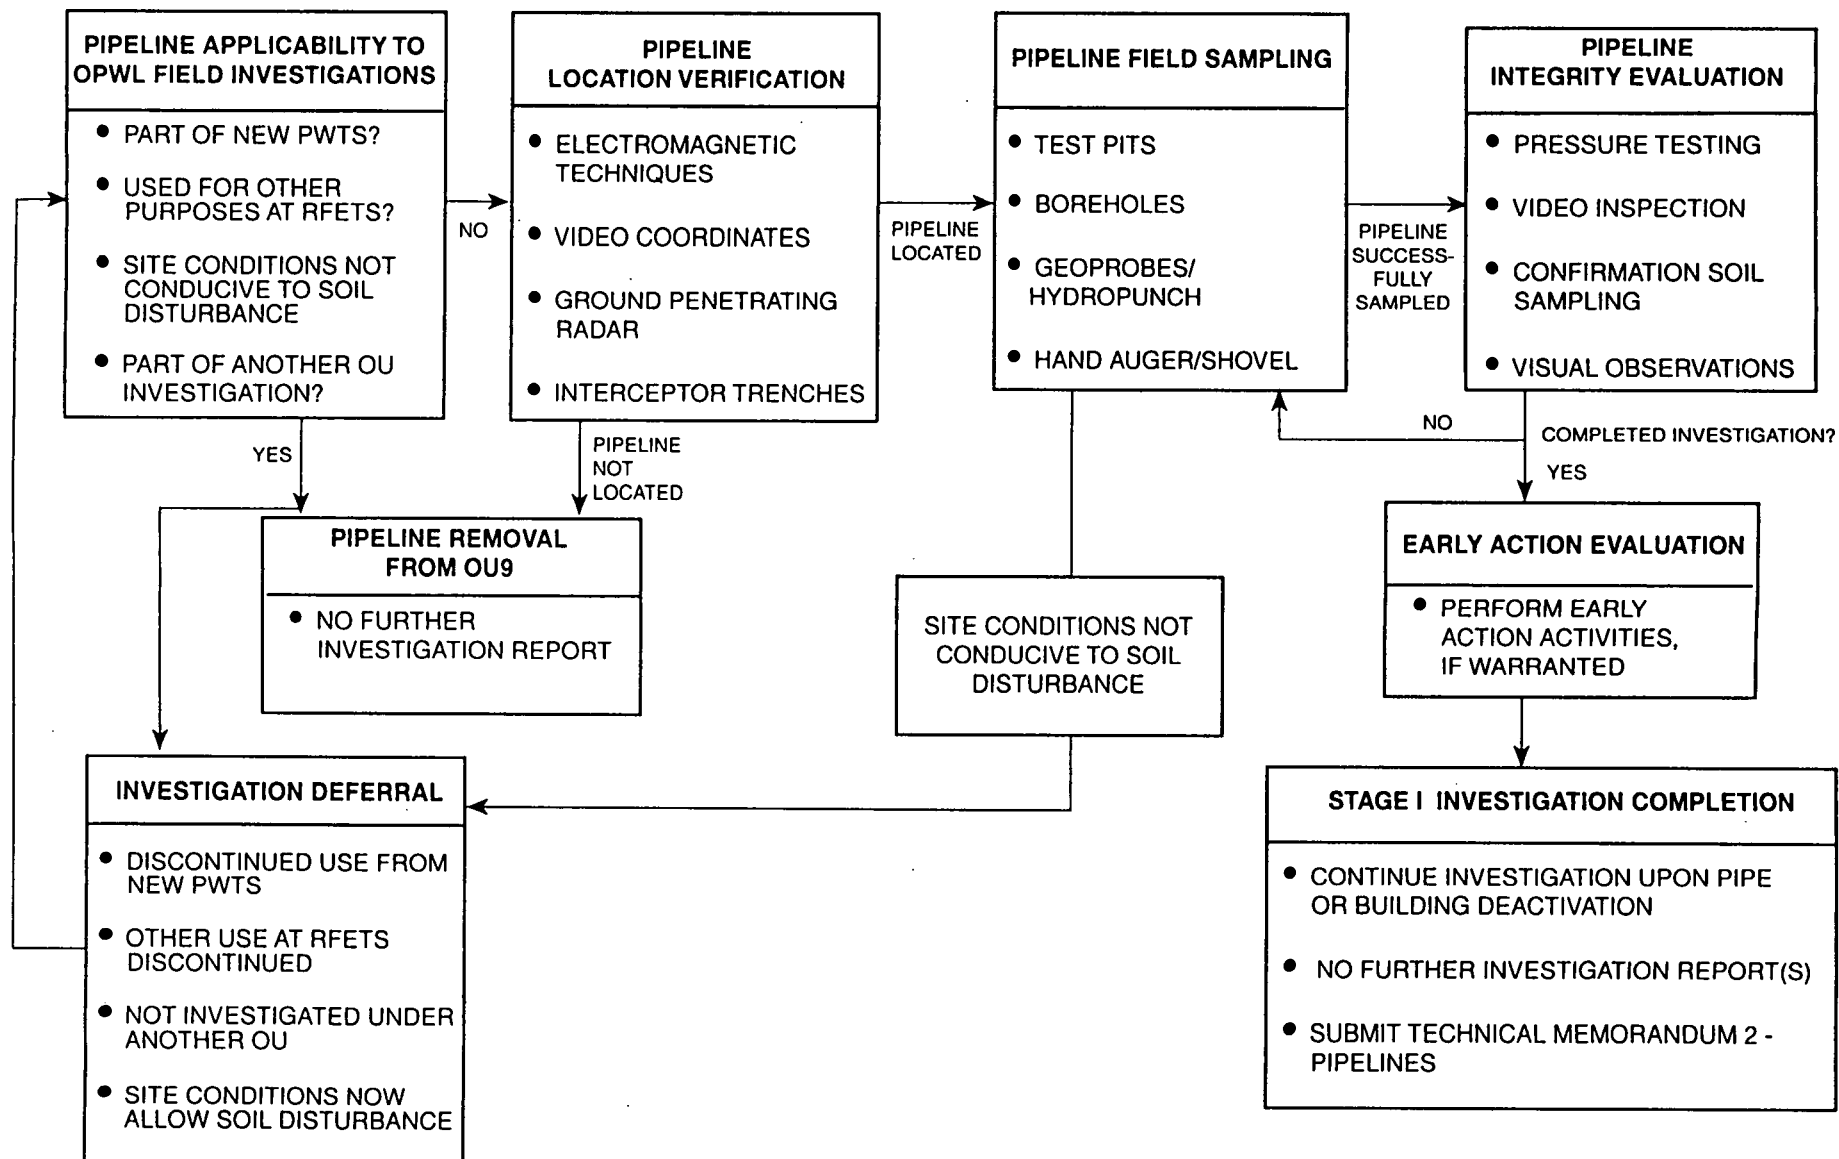 PIPELINE APPLICABILITY TO
OPWL FIELD INVESTIGATIONS
● PART OF NEW PWTS?
● USED FOR OTHER
PURPOSES AT RFETS?
● SITE CONDITIONS NOT
CONDUCIVE TO SOIL
DISTURBANCE
● PART OF ANOTHER OU
INVESTIGATION?
NO
YES
PIPELINE
LOCATION VERIFICATION
● ELECTROMAGNETIC
TECHNIQUES
● VIDEO COORDINATES
● GROUND PENETRATING
RADAR
● INTERCEPTOR TRENCHES
PIPELINE
LOCATED
PIPELINE
NOT
LOCATED
PIPELINE FIELD SAMPLING
● TEST PITS
● BOREHOLES
● GEOPROBES/
HYDROPUNCH
● HAND AUGER/SHOVEL
PIPELINE
SUCCESS-
FULLY
SAMPLED
PIPELINE
INTEGRITY EVALUATION
● PRESSURE TESTING
● VIDEO INSPECTION
● CONFIRMATION SOIL
SAMPLING
● VISUAL OBSERVATIONS
NO
COMPLETED INVESTIGATION?
YES
PIPELINE REMOVAL
FROM OU9
● NO FURTHER
INVESTIGATION REPORT
SITE CONDITIONS NOT
CONDUCIVE TO SOIL
DISTURBANCE
EARLY ACTION EVALUATION
● PERFORM EARLY
ACTION ACTIVITIES,
IF WARRANTED
INVESTIGATION DEFERRAL
● DISCONTINUED USE FROM
NEW PWTS
● OTHER USE AT RFETS
DISCONTINUED
● NOT INVESTIGATED UNDER
ANOTHER OU
● SITE CONDITIONS NOW
ALLOW SOIL DISTURBANCE
STAGE I INVESTIGATION COMPLETION
● CONTINUE INVESTIGATION UPON PIPE
OR BUILDING DEACTIVATION
● NO FURTHER INVESTIGATION REPORT(S)
● SUBMIT TECHNICAL MEMORANDUM 2 -
PIPELINES